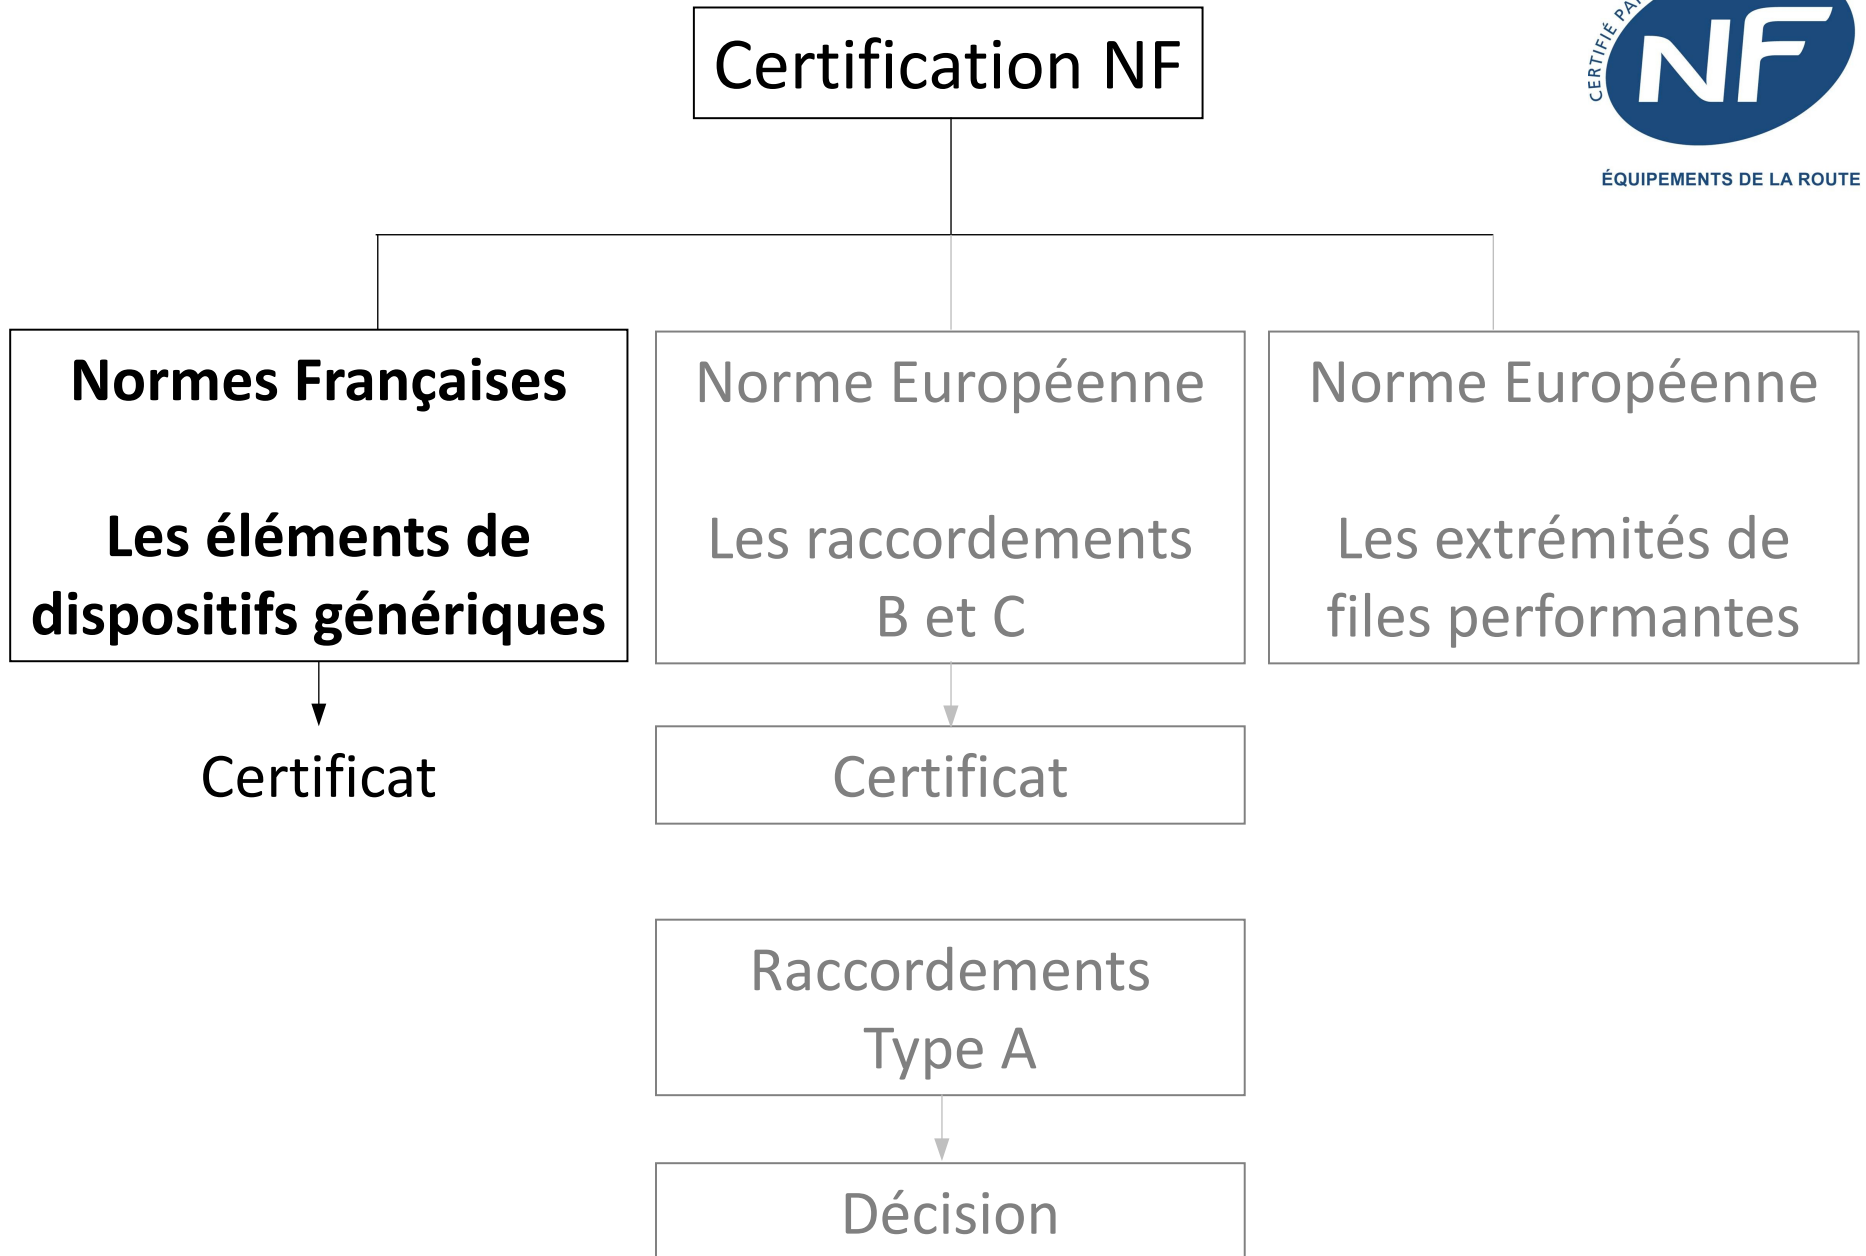 Certification NF
CERTIFIÉ PAR
NF
ÉQUIPEMENTS DE LA ROUTE
Normes Françaises
Les éléments de
dispositifs génériques
Certificat
Norme Européenne
Les raccordements
B et C
Certificat
Raccordements
Type A
Décision
Norme Européenne
Les extrémités de
files performantes